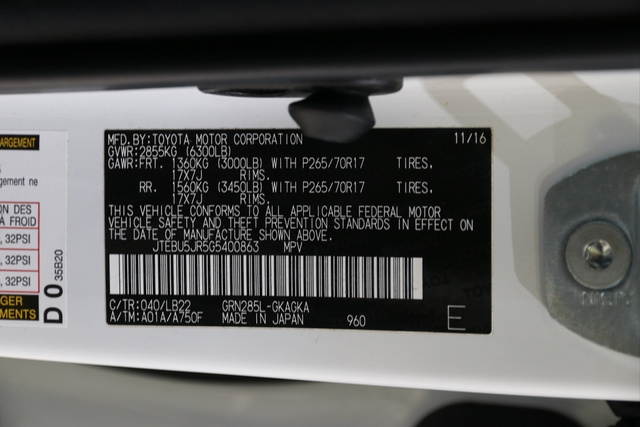 MFD.BY:TOYOTA MOTOR CORPORATION 11/16
GVWR:2855KG (6300LB)
GAWR:FRT. 1360KG (3000LB) WITH P265/70R17 TIRES.
17X7J RIMS.
RR. 1560KG (3450LB) WITH P265/70R17 TIRES.
17X7J RIMS.
THIS VEHICLE CONFORMS TO ALL APPLICABLE FEDERAL MOTOR
VEHICLE SAFETY AND THEFT PREVENTION STANDARDS IN EFFECT ON
THE DATE OF MANUFACTURE SHOWN ABOVE.
JTEBU5JR5G5400863 MPV
C/TR:040/LB22 GRN285L-GKAGKA
A/TM:A01A/A750F MADE IN JAPAN 960 E
ARGEMENT
gement ne
ON DES
À FROID
, 32PSI
, 32PSI
, 32PSI
GER
MENTS
D 0 35B20